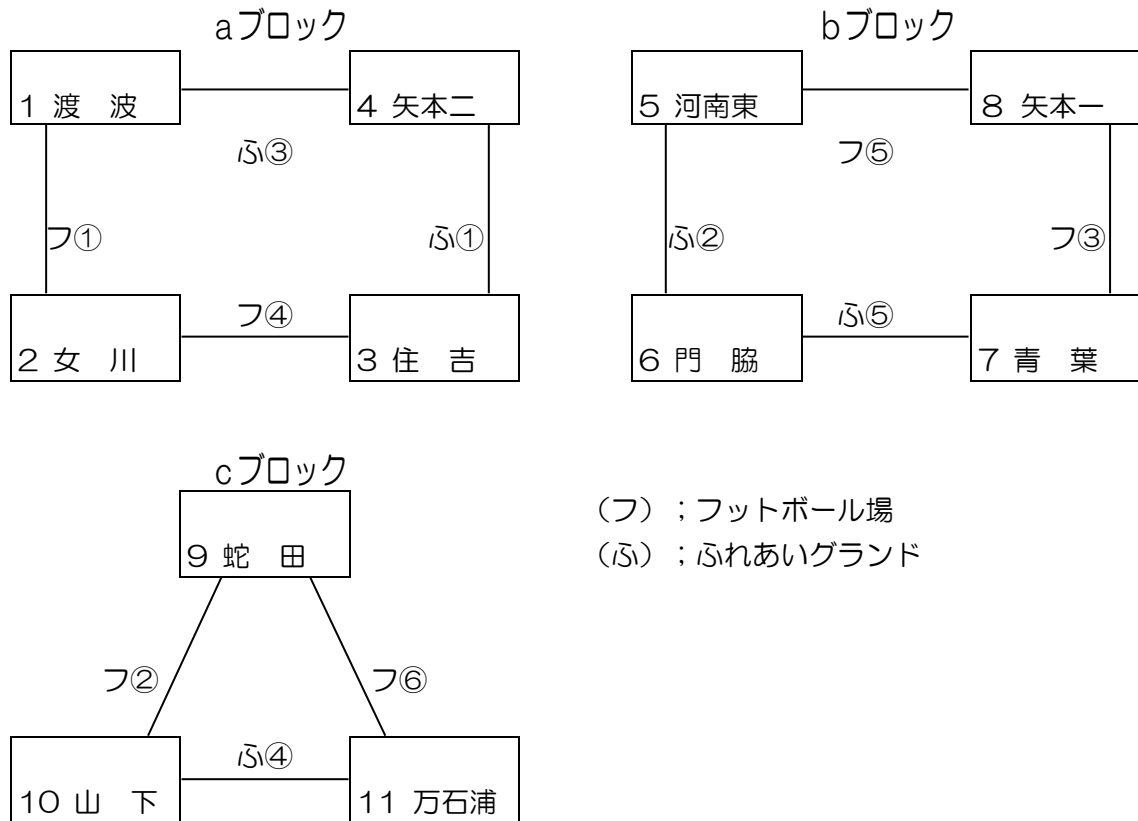 aブロック
bブロック
1 渡 波
4 矢本二
5 河南東
8 矢本一
ふ③
フ⑤
フ①
ふ①
ふ②
フ③
フ④
ふ⑤
2 女 川
3 住 吉
6 門 脇
7 青 葉
cブロック
9 蛇 田
(フ);フットボール場
(ふ);ふれあいグランド
フ②
フ⑥
ふ④
10 山 下
11 万石浦